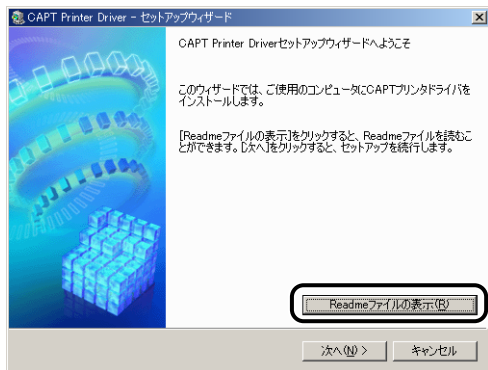 CAPT Printer Driver - セットアップウィザード
CAPT Printer Driverセットアップウィザードへようこそ
このウィザードでは、ご使用のコンピュータにCAPTプリンタドライバを
インストールします。
[Readmeファイルの表示]をクリックすると、Readmeファイルを読むこ
とができます。[次へ]をクリックすると、セットアップを続行します。
Readmeファイルの表示(R)
次へ(N) >
キャンセル